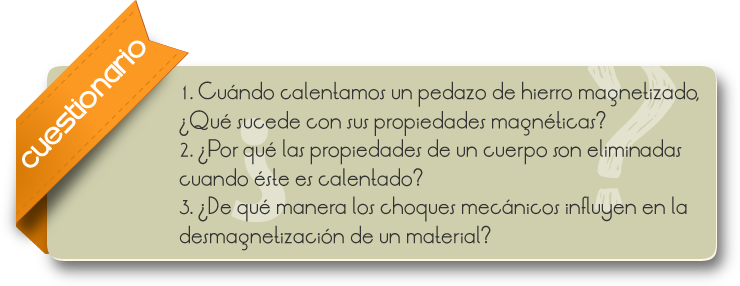 cuestionario
1. Cuándo calentamos un pedazo de hierro magnetizado,
¿Qué sucede con sus propiedades magnéticas?
2. ¿Por qué las propiedades de un cuerpo son eliminadas
cuando éste es calentado?
3. ¿De qué manera los choques mecánicos influyen en la
desmagnetización de un material?